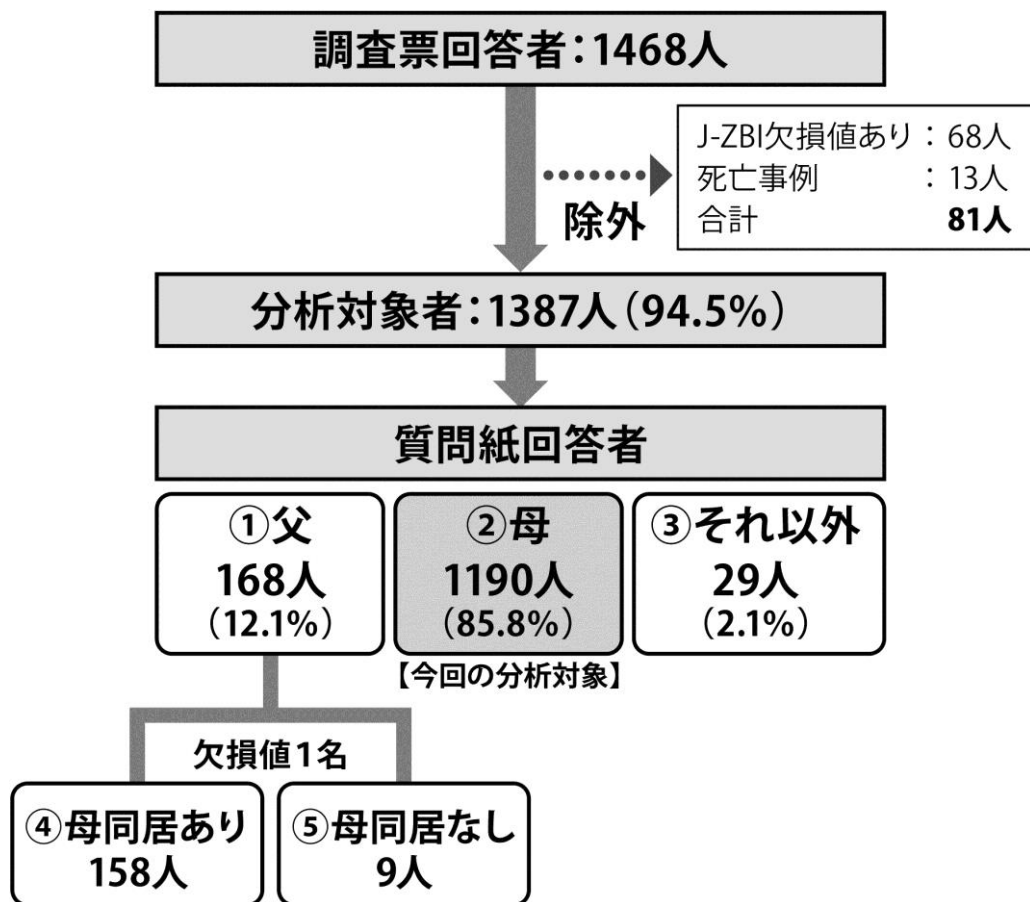 調査票回答者：1468人
J-ZBI欠損値あり：68人
死亡事例：13人
合計 81人
除外
分析対象者：1387人（94.5%）
質問紙回答者
①父
168人
（12.1%）
②母
1190人
（85.8%）
③それ以外
29人
（2.1%）
【今回の分析対象】
欠損値1名
④母同居あり
158人
⑤母同居なし
9人